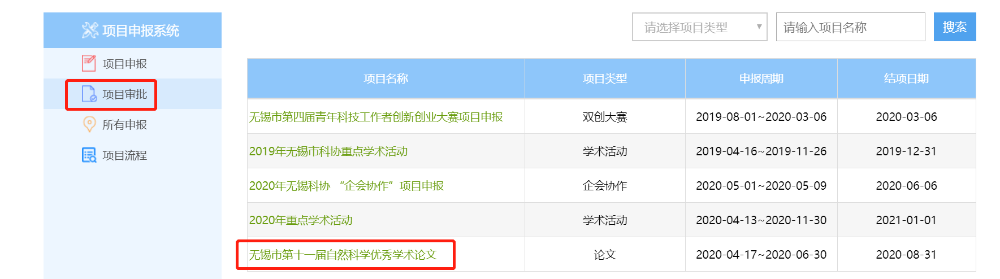 项目申报系统
项目申报
项目审批
所有申报
项目流程
请选择项目类型 ▼ 请输入项目名称 搜索
项目名称 项目类型 申报周期 结项日期
无锡市第四届青年科技工作者创新创业大赛项目申报 双创大赛 2019-08-01~2020-03-06 2020-03-06
2019年无锡市科协重点学术活动 学术活动 2019-04-16~2019-11-26 2019-12-31
2020年无锡科协 “企会协作”项目申报 企会协作 2020-05-01~2020-05-09 2020-06-06
2020年重点学术活动 学术活动 2020-04-13~2020-11-30 2021-01-01
无锡市第十一届自然科学优秀学术论文 论文 2020-04-17~2020-06-30 2020-08-31